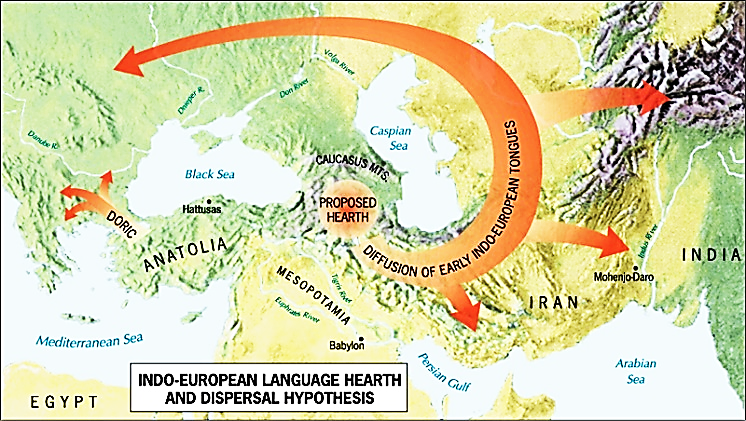 Volga River
Don River
Dnieper R.
Danube R.
Caspian
Sea
Black Sea
CAUCASUS MTS.
Hattusas
PROPOSED
HEARTH
DORIC
ANATOLIA
DIFFUSION OF EARLY INDO-EUROPEAN TONGUES
Indus River
INDIA
MESOPOTAMIA
Tigris River
Euphrates River
Mohenjo-Daro
IRAN
Mediterranean Sea
Babylon
Persian Gulf
Arabian
Sea
INDO-EUROPEAN LANGUAGE HEARTH
AND DISPERSAL HYPOTHESIS
EGYPT